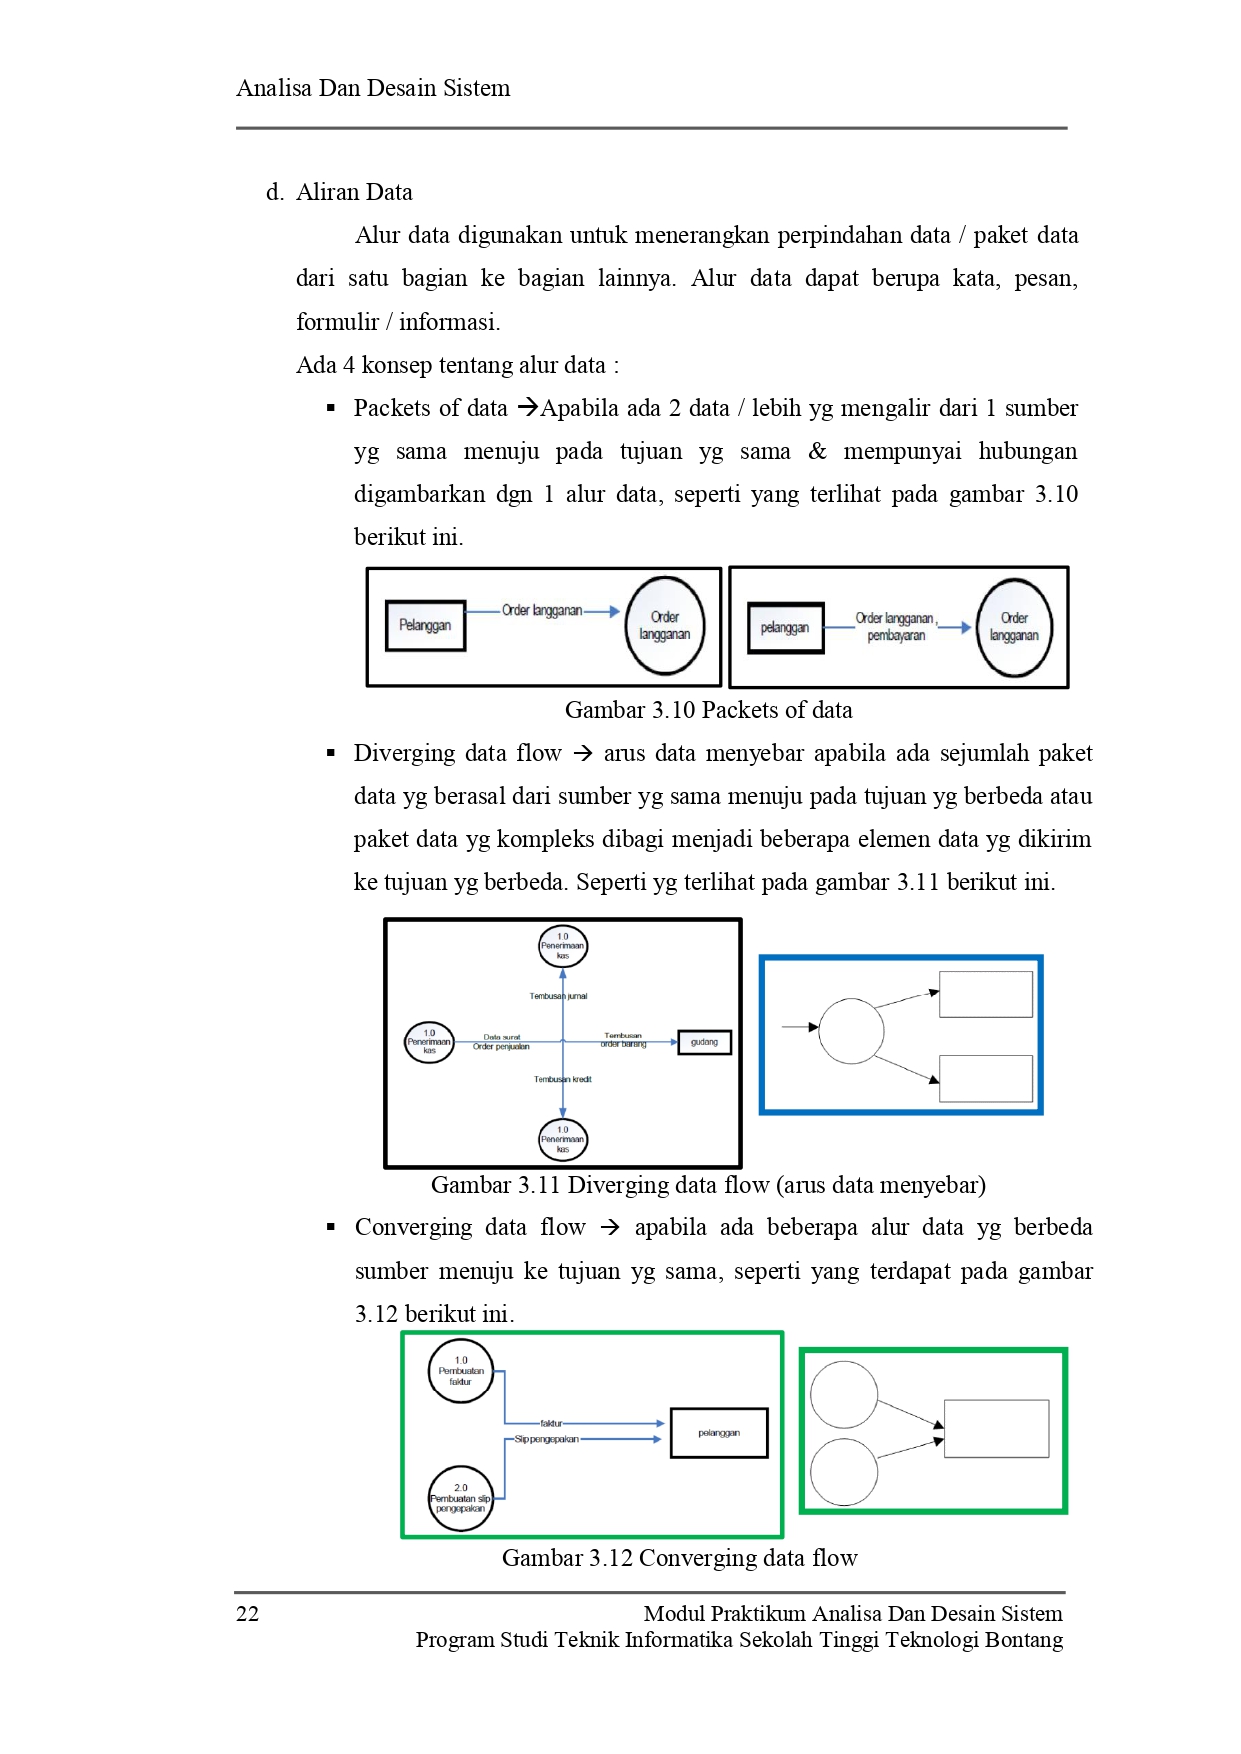 Analisa Dan Desain Sistem
d. Aliran Data
Alur data digunakan untuk menerangkan perpindahan data / paket data
dari satu bagian ke bagian lainnya. Alur data dapat berupa kata, pesan,
formulir / informasi.
Ada 4 konsep tentang alur data :
▪ Packets of data →Apabila ada 2 data / lebih yg mengalir dari 1 sumber
yg sama menuju pada tujuan yg sama & mempunyai hubungan
digambarkan dgn 1 alur data, seperti yang terlihat pada gambar 3.10
berikut ini.
Pelanggan
Order langganan
Order
langganan
pelanggan
Order langganan ,
pembayaran
Order
langganan
Gambar 3.10 Packets of data
▪ Diverging data flow → arus data menyebar apabila ada sejumlah paket
data yg berasal dari sumber yg sama menuju pada tujuan yg berbeda atau
paket data yg kompleks dibagi menjadi beberapa elemen data yg dikirim
ke tujuan yg berbeda. Seperti yg terlihat pada gambar 3.11 berikut ini.
1.0
Penerimaan
kas
Tembusan jurnal
1.0
Penerimaan
kas
Data surat
Order penjualan
Tembusan
order barang
gudang
Tembusan kredit
1.0
Penerimaan
kas
Gambar 3.11 Diverging data flow (arus data menyebar)
▪ Converging data flow → apabila ada beberapa alur data yg berbeda
sumber menuju ke tujuan yg sama, seperti yang terdapat pada gambar
3.12 berikut ini.
1.0
Pembuatan
faktur
faktur
Slip pengepakan
pelanggan
2.0
Pembuatan slip
pengepakan
Gambar 3.12 Converging data flow
22
Modul Praktikum Analisa Dan Desain Sistem
Program Studi Teknik Informatika Sekolah Tinggi Teknologi Bontang